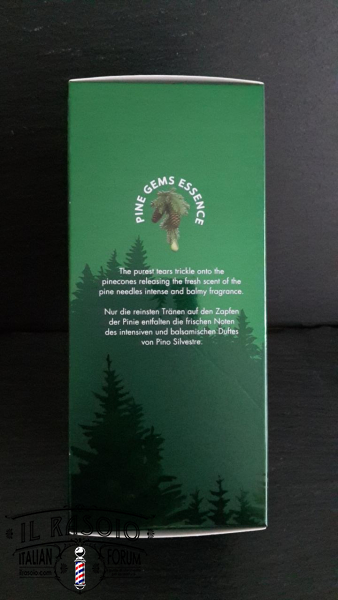 PINE GEMS ESSENCE
The purest tears trickle onto the
pinecones releasing the fresh scent of the
pine needles intense and balmy fragrance.
Nur die reinsten Tränen auf den Zapfen
der Pinie entfalten die frischen Noten
des intensiven und balsamischen Duftes
von Pino Silvestre.
IL RASOIO
ITALIAN FORUM
ilrasoio.com